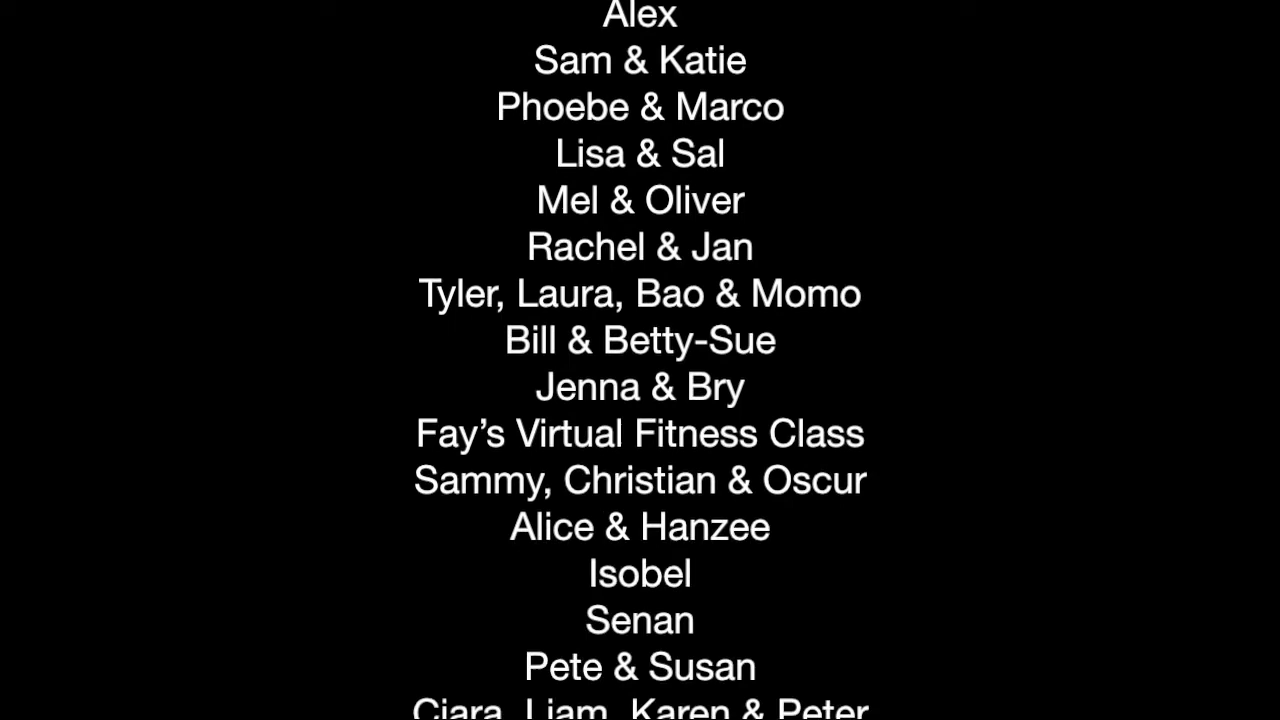 Alex
Sam & Katie
Phoebe & Marco
Lisa & Sal
Mel & Oliver
Rachel & Jan
Tyler, Laura, Bao & Momo
Bill & Betty-Sue
Jenna & Bry
Fay’s Virtual Fitness Class
Sammy, Christian & Oscur
Alice & Hanzee
Isobel
Senan
Pete & Susan
Ciara, Liam, Karen & Peter